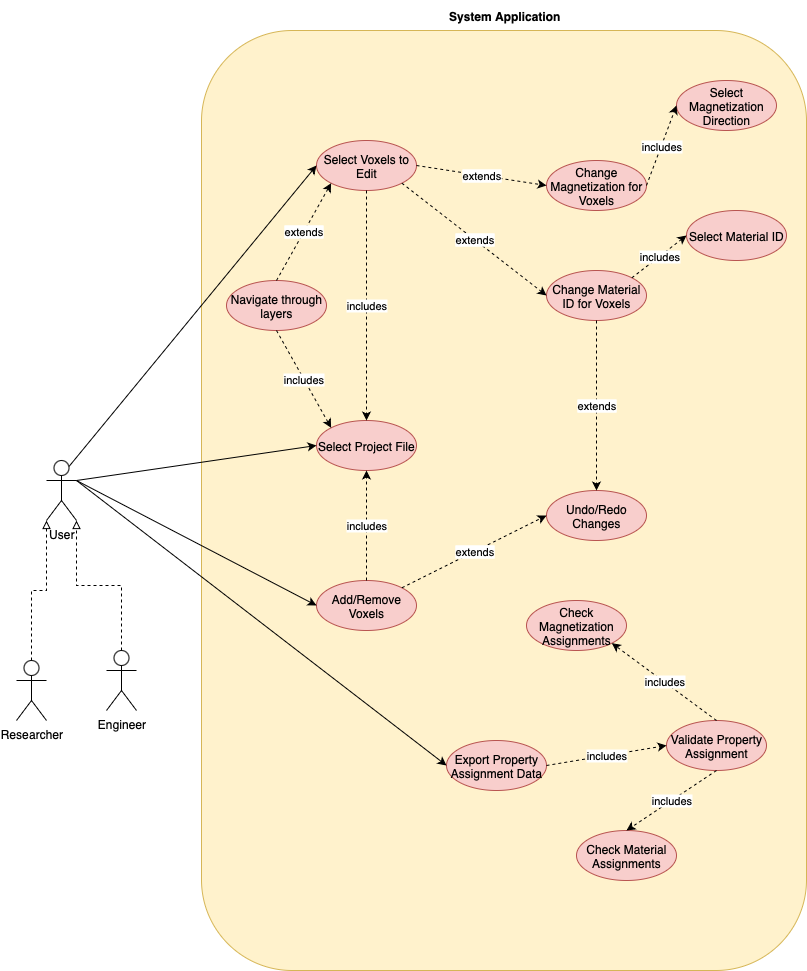 System Application
Select
Magnetization
Direction
includes
Select Voxels to
Edit
extends
Change
Magnetization for
Voxels
extends
extends
Select Material ID
includes
Navigate through
layers
includes
Change Material
ID for Voxels
includes
extends
Select Project File
User
includes
extends
Undo/Redo
Changes
Add/Remove
Voxels
Check
Magnetization
Assignments
includes
Researcher
Engineer
Export Property
Assignment Data
includes
Validate Property
Assignment
includes
Check Material
Assignments